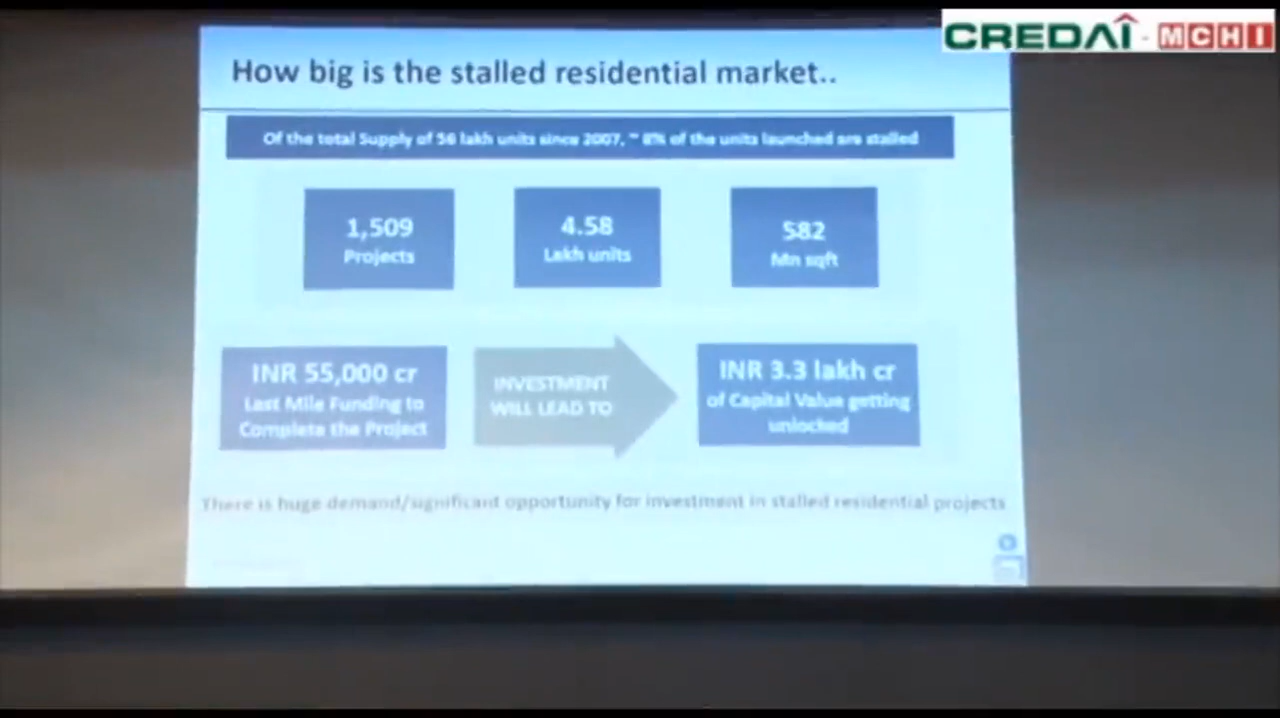 CREDAÎ - MCHI
How big is the stalled residential market..
Of the total Supply of 56 lakh units since 2007, ~ 8% of the units launched are stalled
1,509
Projects
4.58
Lakh units
582
Mn sqft
INR 55,000 cr
Last Mile Funding to
Complete the Project
INVESTMENT
WILL LEAD TO
INR 3.3 lakh cr
of Capital Value getting
unlocked
There is huge demand/significant opportunity for investment in stalled residential projects